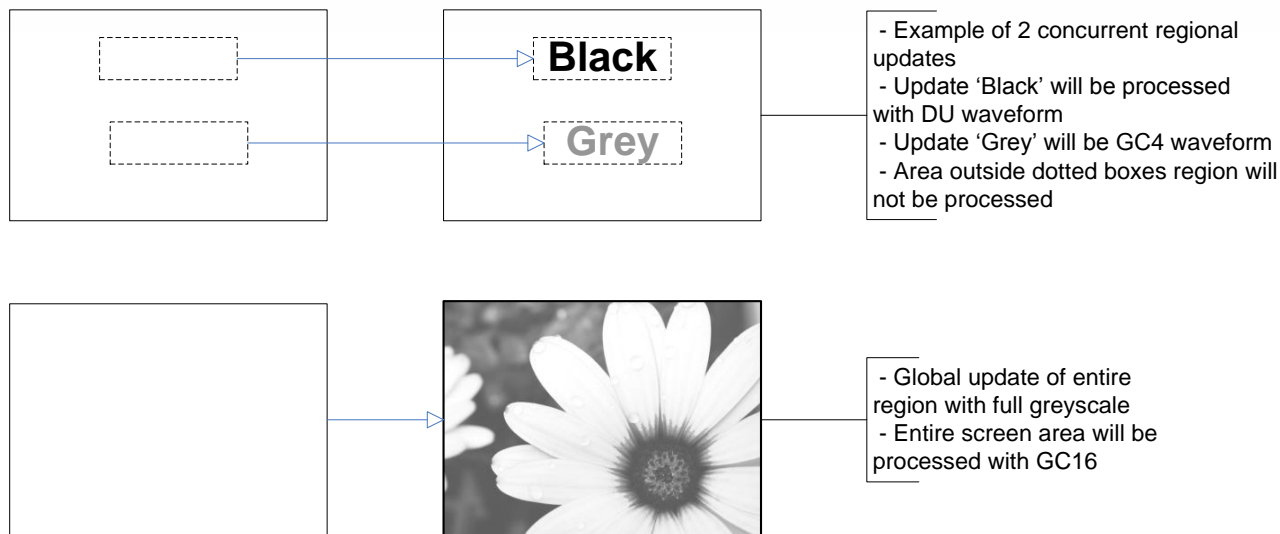 Black
Grey
- Example of 2 concurrent regional
updates
- Update ‘Black’ will be processed
with DU waveform
- Update ‘Grey’ will be GC4 waveform
- Area outside dotted boxes region will
not be processed
- Global update of entire
region with full greyscale
- Entire screen area will be
processed with GC16